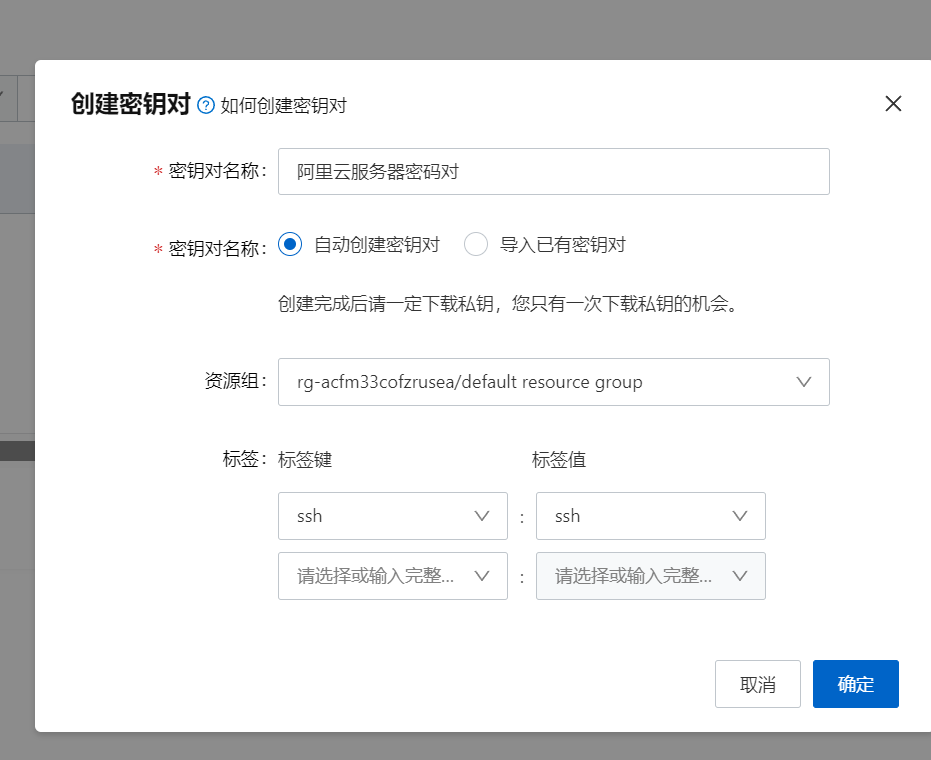 创建密钥对 ? 如何创建密钥对
* 密钥对名称： 阿里云服务器密码对
* 密钥对名称： 自动创建密钥对 导入已有密钥对
创建完成后请一定下载私钥，您只有一次下载私钥的机会。
资源组： rg-acfm33cofzrusea/default resource group
标签： 标签键 标签值
ssh : ssh
请选择或输入完整... : 请选择或输入完整...
取消 确定